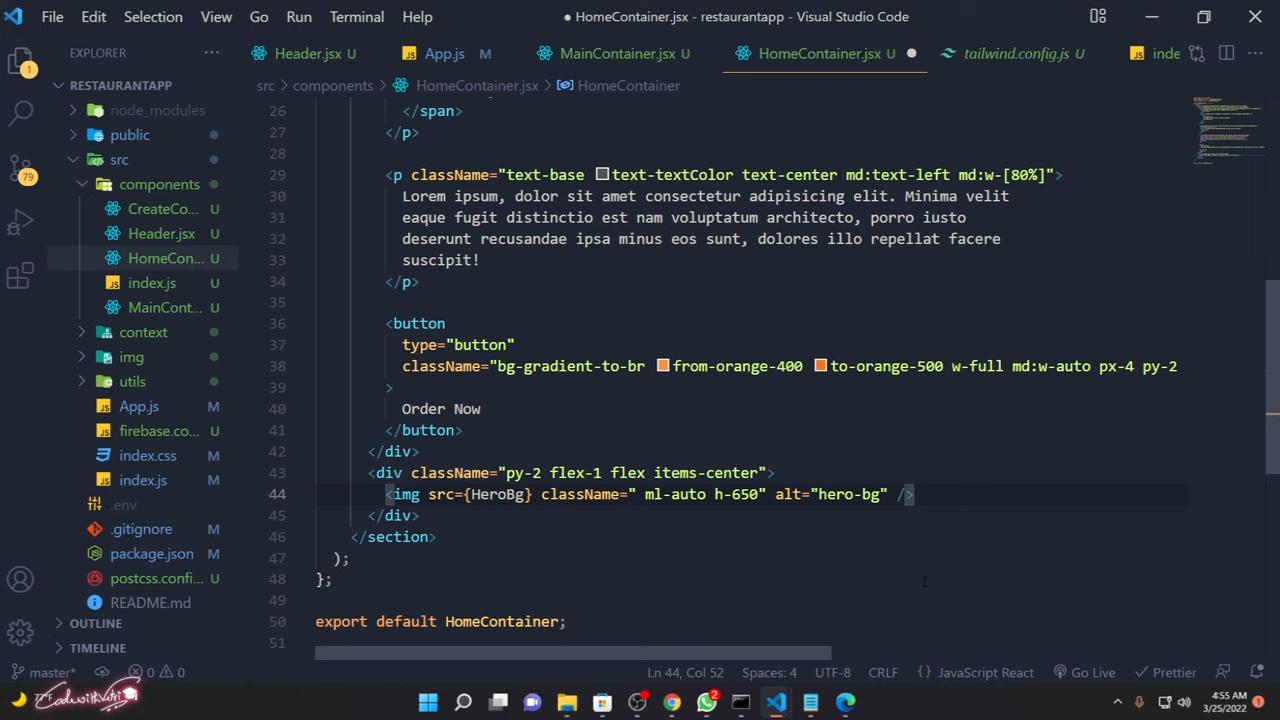 File Edit Selection View Go Run Terminal Help
● HomeContainer.jsx - restaurantapp - Visual Studio Code
EXPLORER
Header.jsx U
App.js M
MainContainer.jsx U
HomeContainer.jsx U
tailwind.config.js U
src > components > HomeContainer.jsx > HomeContainer
RESTAURANTAPP
node_modules
public
src
components
CreateCo... U
Header.jsx U
HomeCon... U
index.js U
MainCont... U
context
img
utils
App.js M
firebase.co... U
index.css M
index.js M
.env
.gitignore M
package.json M
postcss.confi... U
README.md
OUTLINE
TIMELINE
1
79
26 </span>
27 </p>
28
29 <p className="text-base text-textColor text-center md:text-left md:w-[80%]">
30 Lorem ipsum, dolor sit amet consectetur adipisicing elit. Minima velit
31 eaque fugit distinctio est nam voluptatum architecto, porro iusto
32 deserunt recusandae ipsa minus eos sunt, dolores illo repellat facere
33 suscipit!
34 </p>
35
36 <button
37 type="button"
38 className="bg-gradient-to-br from-orange-400 to-orange-500 w-full md:w-auto px-4 py-2
39 >
40 Order Now
41 </button>
42 </div>
43 <div className="py-2 flex-1 flex items-center">
44 <img src={HeroBg} className=" ml-auto h-650" alt="hero-bg" />
45 </div>
46 </section>
47 );
48 };
49
50 export default HomeContainer;
51
master* 0 0 Ln 44, Col 52 Spaces: 4 UTF-8 CRLF JavaScript React Go Live Prettier
2
4:55 AM
3/25/2022